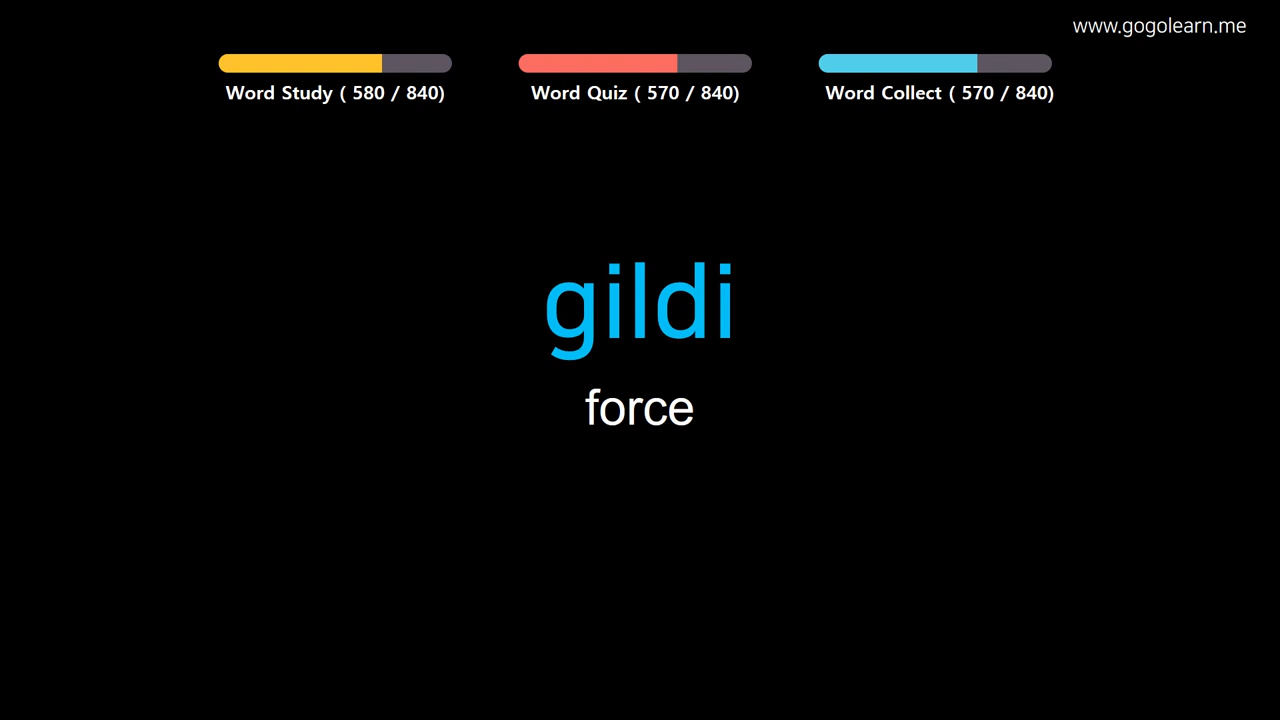 www.gogolearn.me
Word Study ( 580 / 840)
Word Quiz ( 570 / 840)
Word Collect ( 570 / 840)
gildi
force